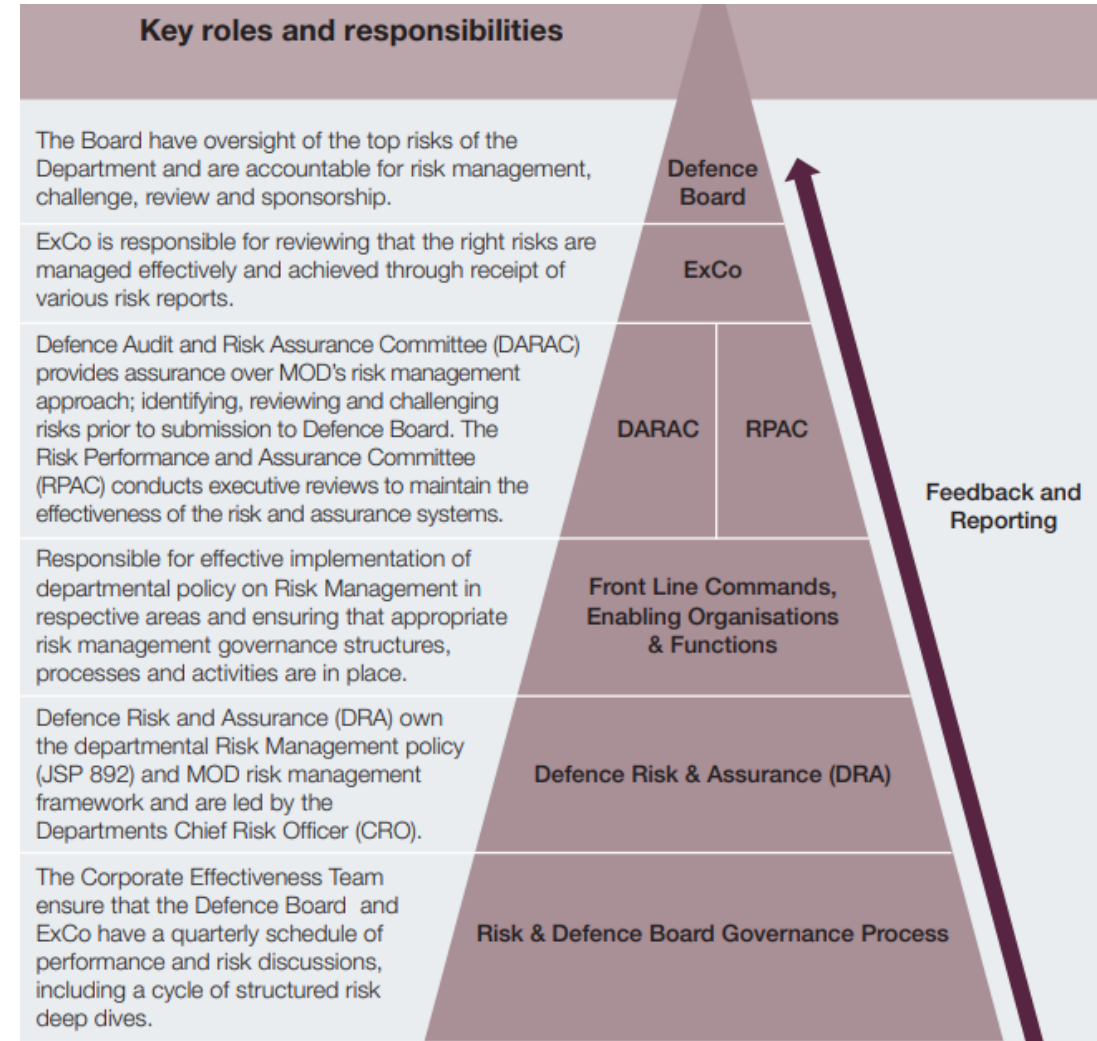 Key roles and responsibilities
The Board have oversight of the top risks of the
Department and are accountable for risk management,
challenge, review and sponsorship.
Defence
Board
ExCo is responsible for reviewing that the right risks are
managed effectively and achieved through receipt of
various risk reports.
ExCo
Defence Audit and Risk Assurance Committee (DARAC)
provides assurance over MOD's risk management
approach; identifying, reviewing and challenging
risks prior to submission to Defence Board. The
Risk Performance and Assurance Committee
(RPAC) conducts executive reviews to maintain the
effectiveness of the risk and assurance systems.
DARAC
RPAC
Responsible for effective implementation of
departmental policy on Risk Management in
respective areas and ensuring that appropriate
risk management governance structures,
processes and activities are in place.
Front Line Commands,
Enabling Organisations
& Functions
Defence Risk and Assurance (DRA) own
the departmental Risk Management policy
(JSP 892) and MOD risk management
framework and are led by the
Departments Chief Risk Officer (CRO).
Defence Risk & Assurance (DRA)
The Corporate Effectiveness Team
ensure that the Defence Board and
ExCo have a quarterly schedule of
performance and risk discussions,
including a cycle of structured risk
deep dives.
Risk & Defence Board Governance Process
Feedback and
Reporting